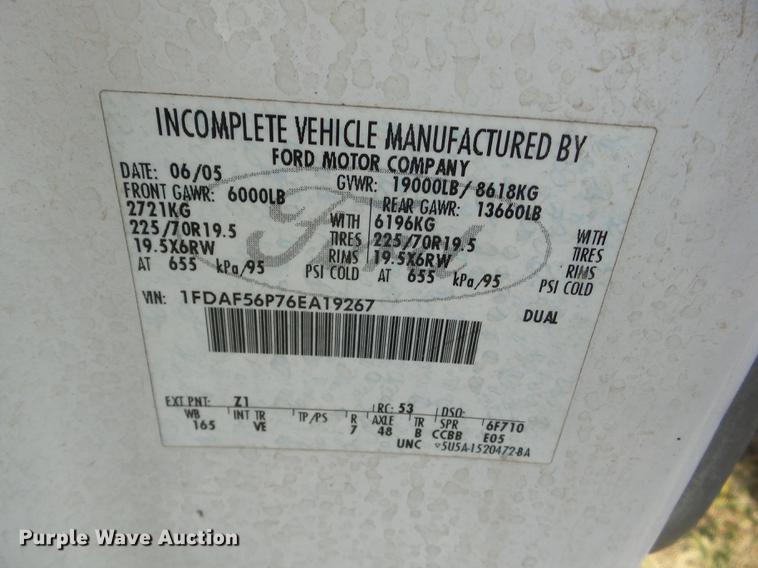 INCOMPLETE VEHICLE MANUFACTURED BY
FORD MOTOR COMPANY
DATE: 06/05 GVWR: 19000LB/ 8618KG
FRONT GAWR: 6000LB REAR GAWR: 13660LB
2721KG WITH 6196KG WITH
225/70R19.5 TIRES 225/70R19.5 TIRES
19.5X6RW RIMS 19.5X6RW RIMS
AT 655 kPa/95 PSI COLD AT 655 kPa/95 PSI COLD
VIN: 1FDAF56P76EA19267 DUAL
Ford
EXT PNT: Z1 RC: 53 DSO:
WB INT TR TP/PS R AXLE TR SPR 6F710
165 VE 7 48 B CCBB E05
UNC 5U5A-1520472-BA
Purple Wave Auction